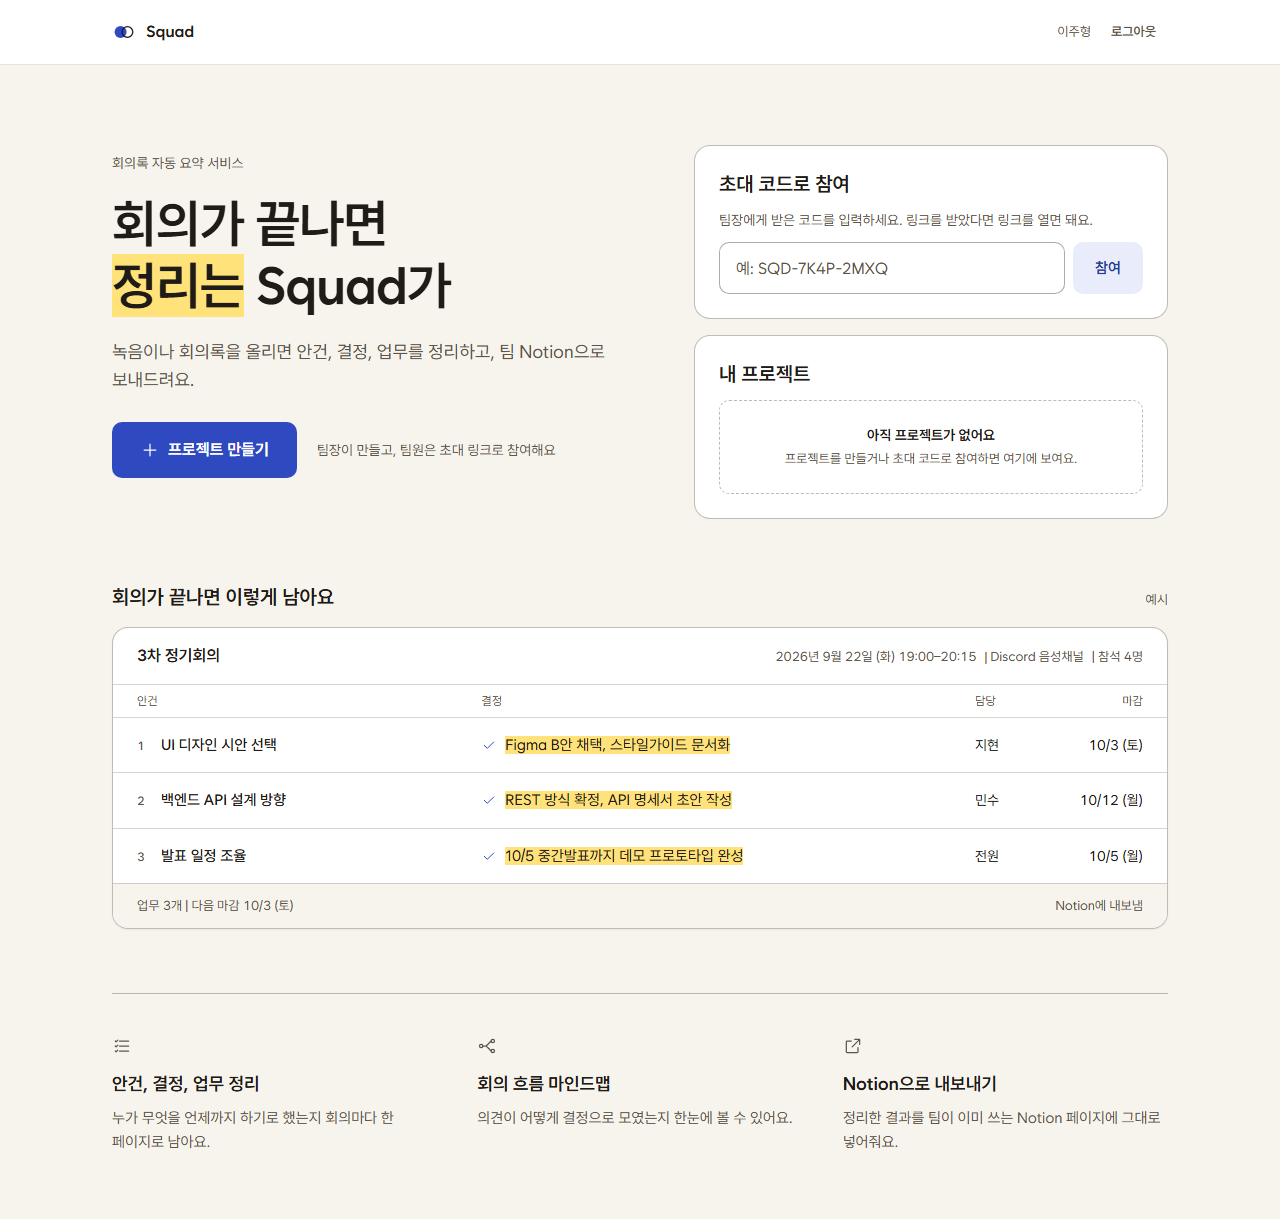 Squad
이주형 로그아웃
회의록 자동 요약 서비스
회의가 끝나면
정리는 Squad가
녹음이나 회의록을 올리면 안건, 결정, 업무를 정리하고, 팀 Notion으로
보내드려요.
프로젝트 만들기
팀장이 만들고, 팀원은 초대 링크로 참여해요
초대 코드로 참여
팀장에게 받은 코드를 입력하세요. 링크를 받았다면 링크를 열면 돼요.
예: SQD-7K4P-2MXQ
참여
내 프로젝트
아직 프로젝트가 없어요
프로젝트를 만들거나 초대 코드로 참여하면 여기에 보여요.
회의가 끝나면 이렇게 남아요
예시
3차 정기회의
2026년 9월 22일 (화) 19:00–20:15 | Discord 음성채널 | 참석 4명
안건 결정 담당 마감
1 UI 디자인 시안 선택 Figma B안 채택, 스타일가이드 문서화 지현 10/3 (토)
2 백엔드 API 설계 방향 REST 방식 확정, API 명세서 초안 작성 민수 10/12 (월)
3 발표 일정 조율 10/5 중간발표까지 데모 프로토타입 완성 전원 10/5 (월)
업무 3개 | 다음 마감 10/3 (토)
Notion에 내보냄
안건, 결정, 업무 정리
누가 무엇을 언제까지 하기로 했는지 회의마다 한
페이지로 남아요.
회의 흐름 마인드맵
의견이 어떻게 결정으로 모였는지 한눈에 볼 수 있어요.
Notion으로 내보내기
정리한 결과를 팀이 이미 쓰는 Notion 페이지에 그대로
넣어줘요.